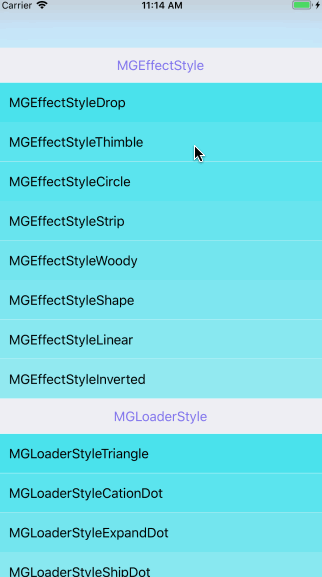 Carrier 11:14 AM
MGEffectStyle
MGEffectStyleDrop
MGEffectStyleThimble
MGEffectStyleCircle
MGEffectStyleStrip
MGEffectStyleWoody
MGEffectStyleShape
MGEffectStyleLinear
MGEffectStyleInverted
MGLoaderStyle
MGLoaderStyleTriangle
MGLoaderStyleCationDot
MGLoaderStyleExpandDot
MGLoaderStyleShipDot